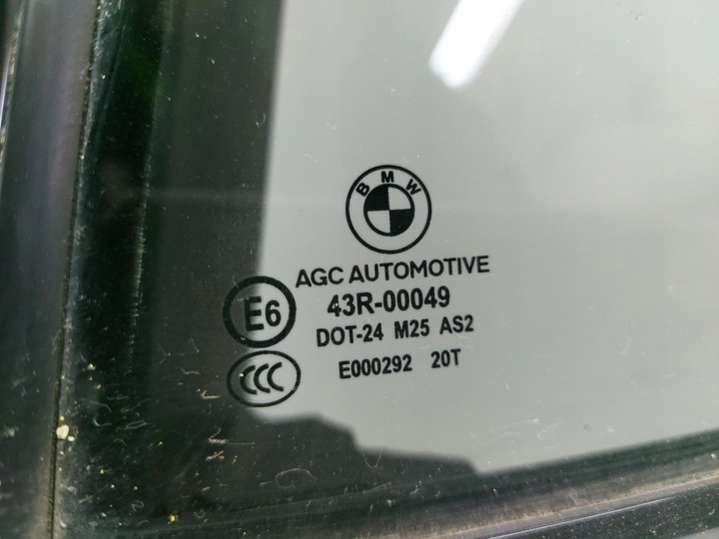 BMW
AGC AUTOMOTIVE
E6
43R-00049
DOT-24 M25 AS2
CCC
E000292 20T